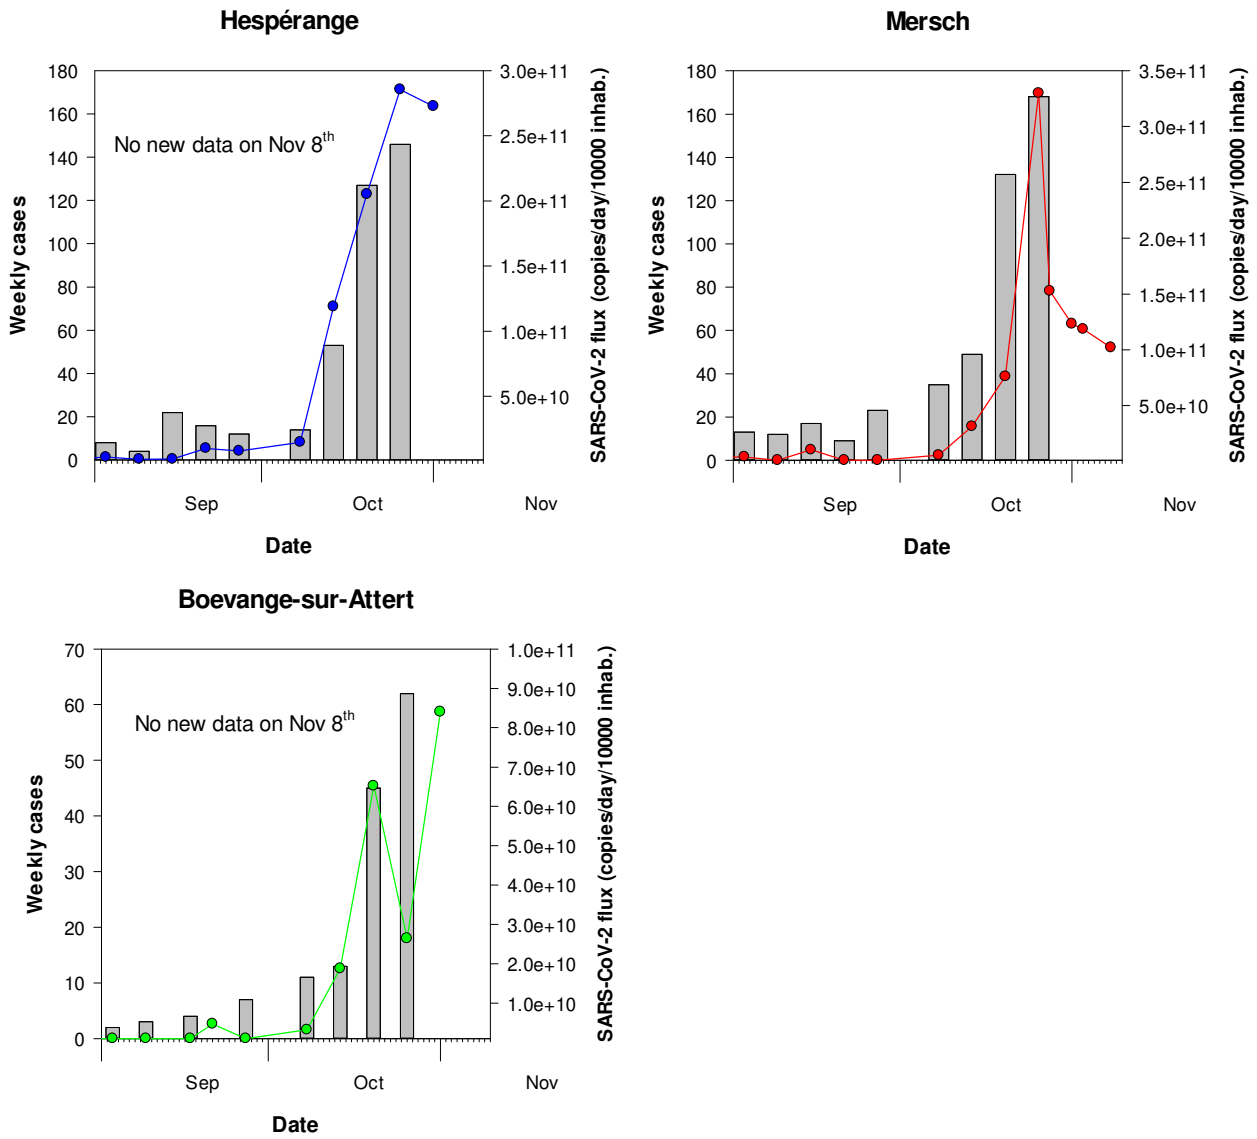 Hespérange
180
160
140
120
100
80
60
40
20
0
Weekly cases
No new data on Nov 8th
3.0e+11
2.5e+11
2.0e+11
1.5e+11
1.0e+11
5.0e+10
SARS-CoV-2 flux (copies/day/10000 inhab.)
Sep Oct Nov
Date
Mersch
180
160
140
120
100
80
60
40
20
0
Weekly cases
3.5e+11
3.0e+11
2.5e+11
2.0e+11
1.5e+11
1.0e+11
5.0e+10
SARS-CoV-2 flux (copies/day/10000 inhab.)
Sep Oct Nov
Date
Boevange-sur-Attert
70
60
50
40
30
20
10
0
Weekly cases
No new data on Nov 8th
1.0e+11
9.0e+10
8.0e+10
7.0e+10
6.0e+10
5.0e+10
4.0e+10
3.0e+10
2.0e+10
1.0e+10
SARS-CoV-2 flux (copies/day/10000 inhab.)
Sep Oct Nov
Date